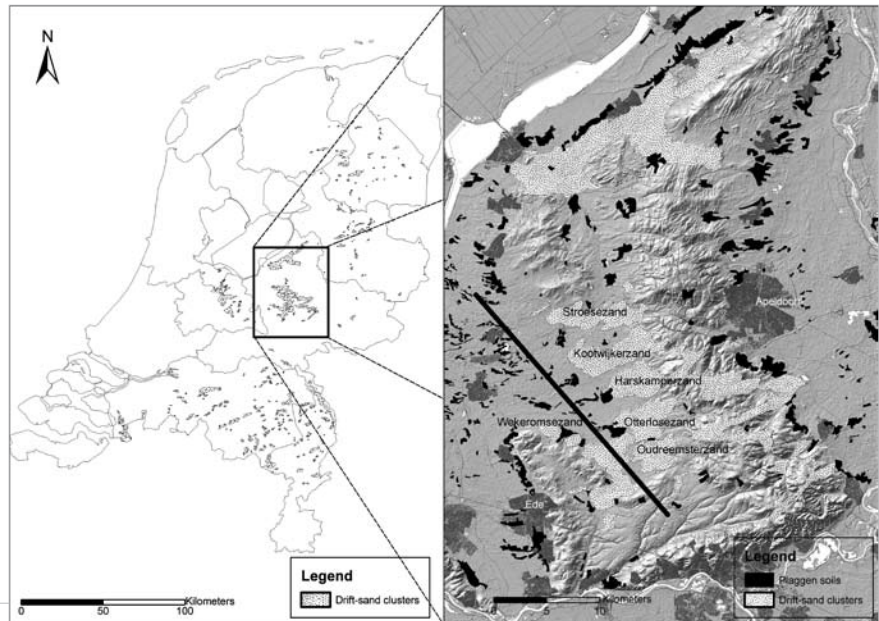 N
Kilometers
0
50
100
Legend
Drift-sand clusters
Stroesezand
Apeldoorn
Kootwijkerzand
Harskamperzand
Wekeromsezand
Otterlosezand
Oudreemsterzand
Ede
Kilometers
0
5
10
Legend
Plaggen soils
Drift-sand clusters